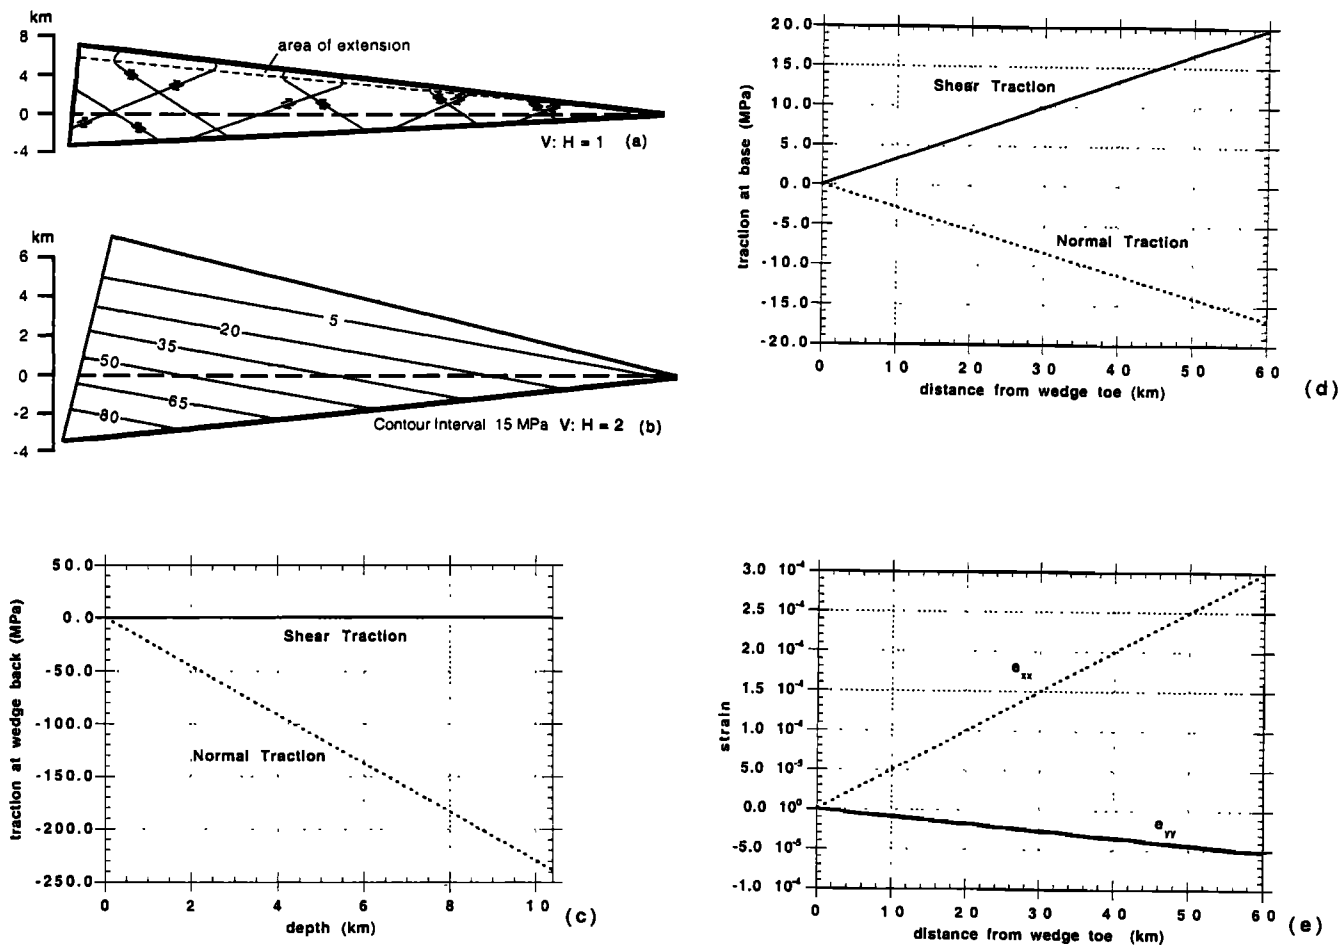 km
8
4
0
-4
area of extension
V: H = 1 (a)
km
6
4
2
0
-2
-4
5
20
35
50
65
80
Contour Interval 15 MPa V: H = 2 (b)
traction at wedge back (MPa)
50.0
0.0
-50.0
-100.0
-150.0
-200.0
-250.0
Shear Traction
Normal Traction
0 2 4 6 8 10
depth (km)
(c)
traction at base (MPa)
20.0
15.0
10.0
5.0
0.0
-5.0
-10.0
-15.0
-20.0
Shear Traction
Normal Traction
0 10 20 30 40 50 60
distance from wedge toe (km)
(d)
strain
3.0 10⁻⁴
2.5 10⁻⁴
2.0 10⁻⁴
1.5 10⁻⁴
1.0 10⁻⁴
5.0 10⁻⁵
0.0 10⁰
-5.0 10⁻⁵
-1.0 10⁻⁴
e xx
e yy
0 10 20 30 40 50 60
distance from wedge toe (km)
(e)